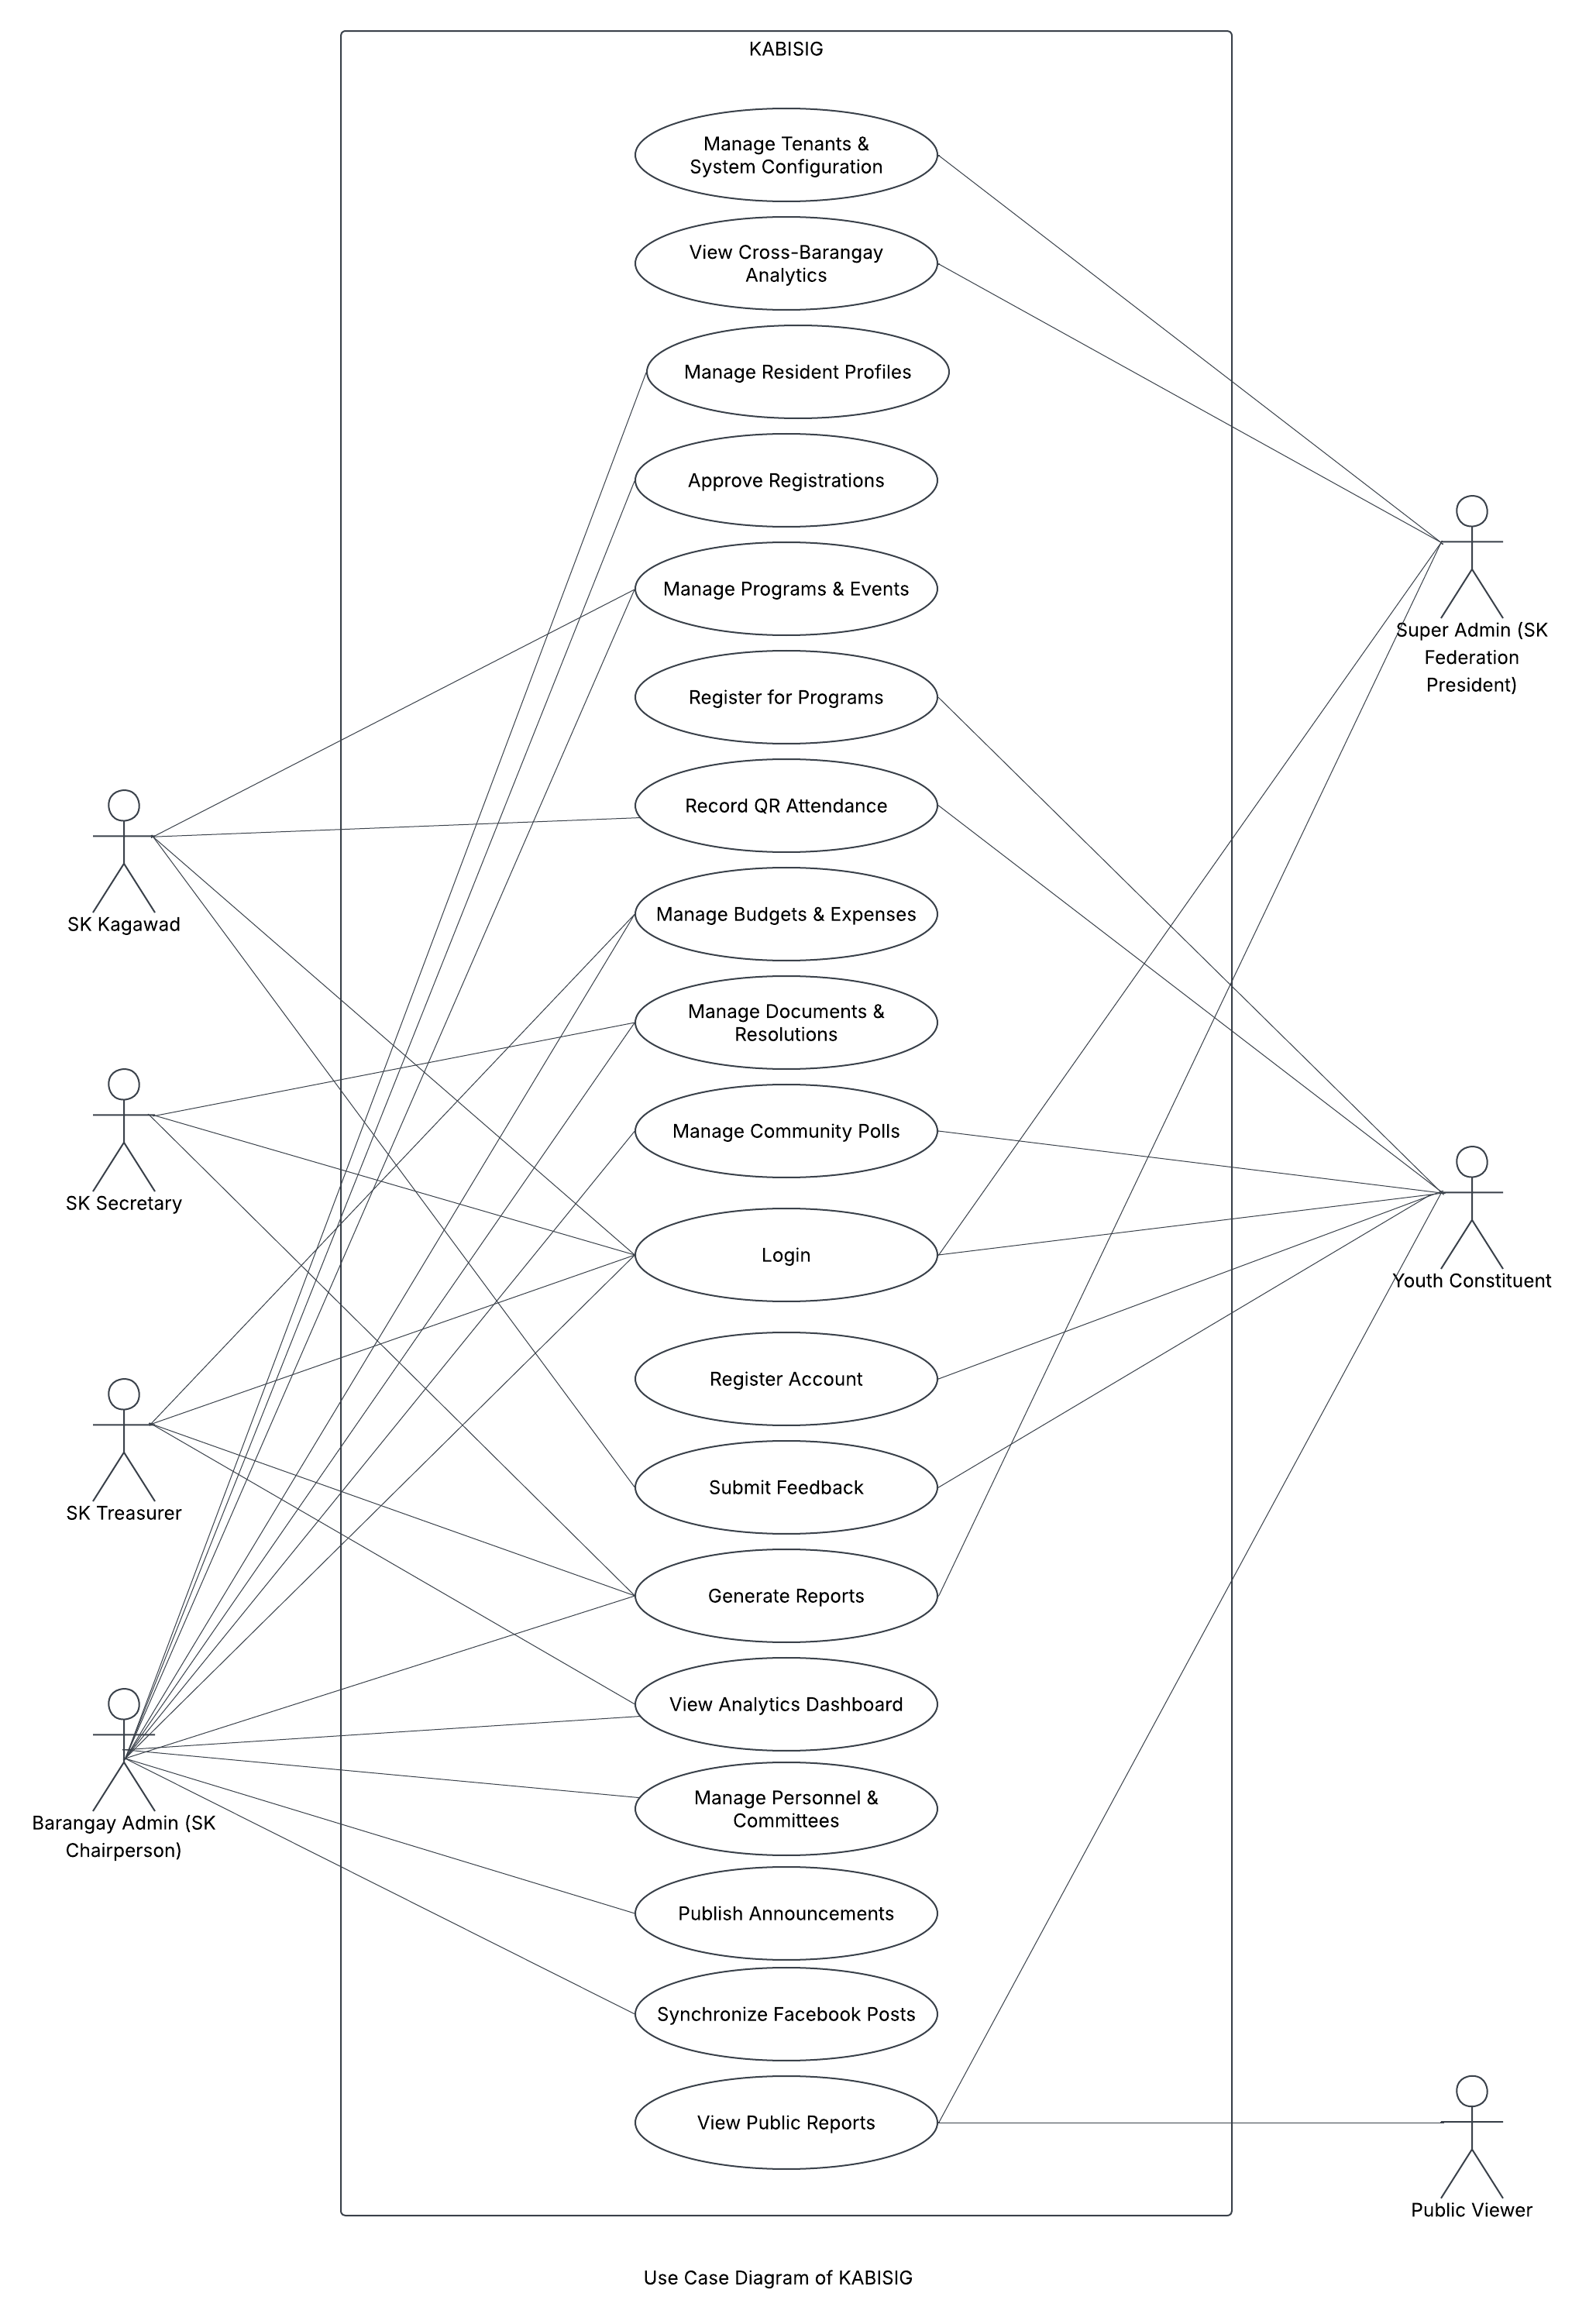 KABISIG
Manage Tenants &
System Configuration
View Cross-Barangay
Analytics
Manage Resident Profiles
Approve Registrations
Manage Programs & Events
Register for Programs
Record QR Attendance
Manage Budgets & Expenses
Manage Documents &
Resolutions
Manage Community Polls
Login
Register Account
Submit Feedback
Generate Reports
View Analytics Dashboard
Manage Personnel &
Committees
Publish Announcements
Synchronize Facebook Posts
View Public Reports
SK Kagawad
SK Secretary
SK Treasurer
Barangay Admin (SK
Chairperson)
Super Admin (SK
Federation
President)
Youth Constituent
Public Viewer
Use Case Diagram of KABISIG